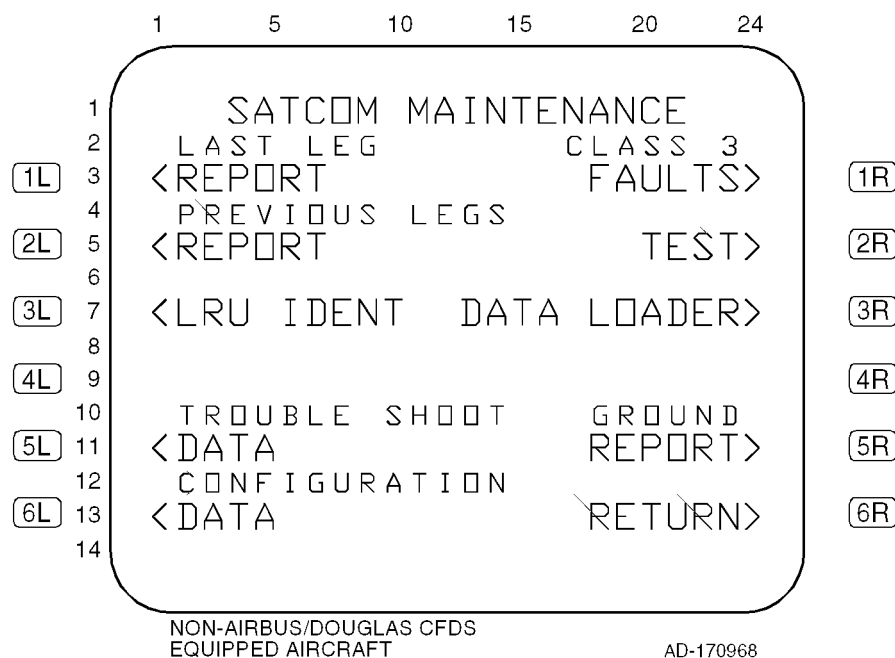 1 5 10 15 20 24
1 SATCOM MAINTENANCE
2 LAST LEG CLASS 3
1L 3 <REPORT FAULTS> 1R
4 PREVIOUS LEGS
2L 5 <REPORT TEST> 2R
6
3L 7 <LRU IDENT DATA LOADER> 3R
8
4L 9 4R
10 TROUBLE SHOOT GROUND
5L 11 <DATA REPORT> 5R
12 CONFIGURATION
6L 13 <DATA RETURN> 6R
14
NON-AIRBUS/DOUGLAS CFDS
EQUIPPED AIRCRAFT AD-170968